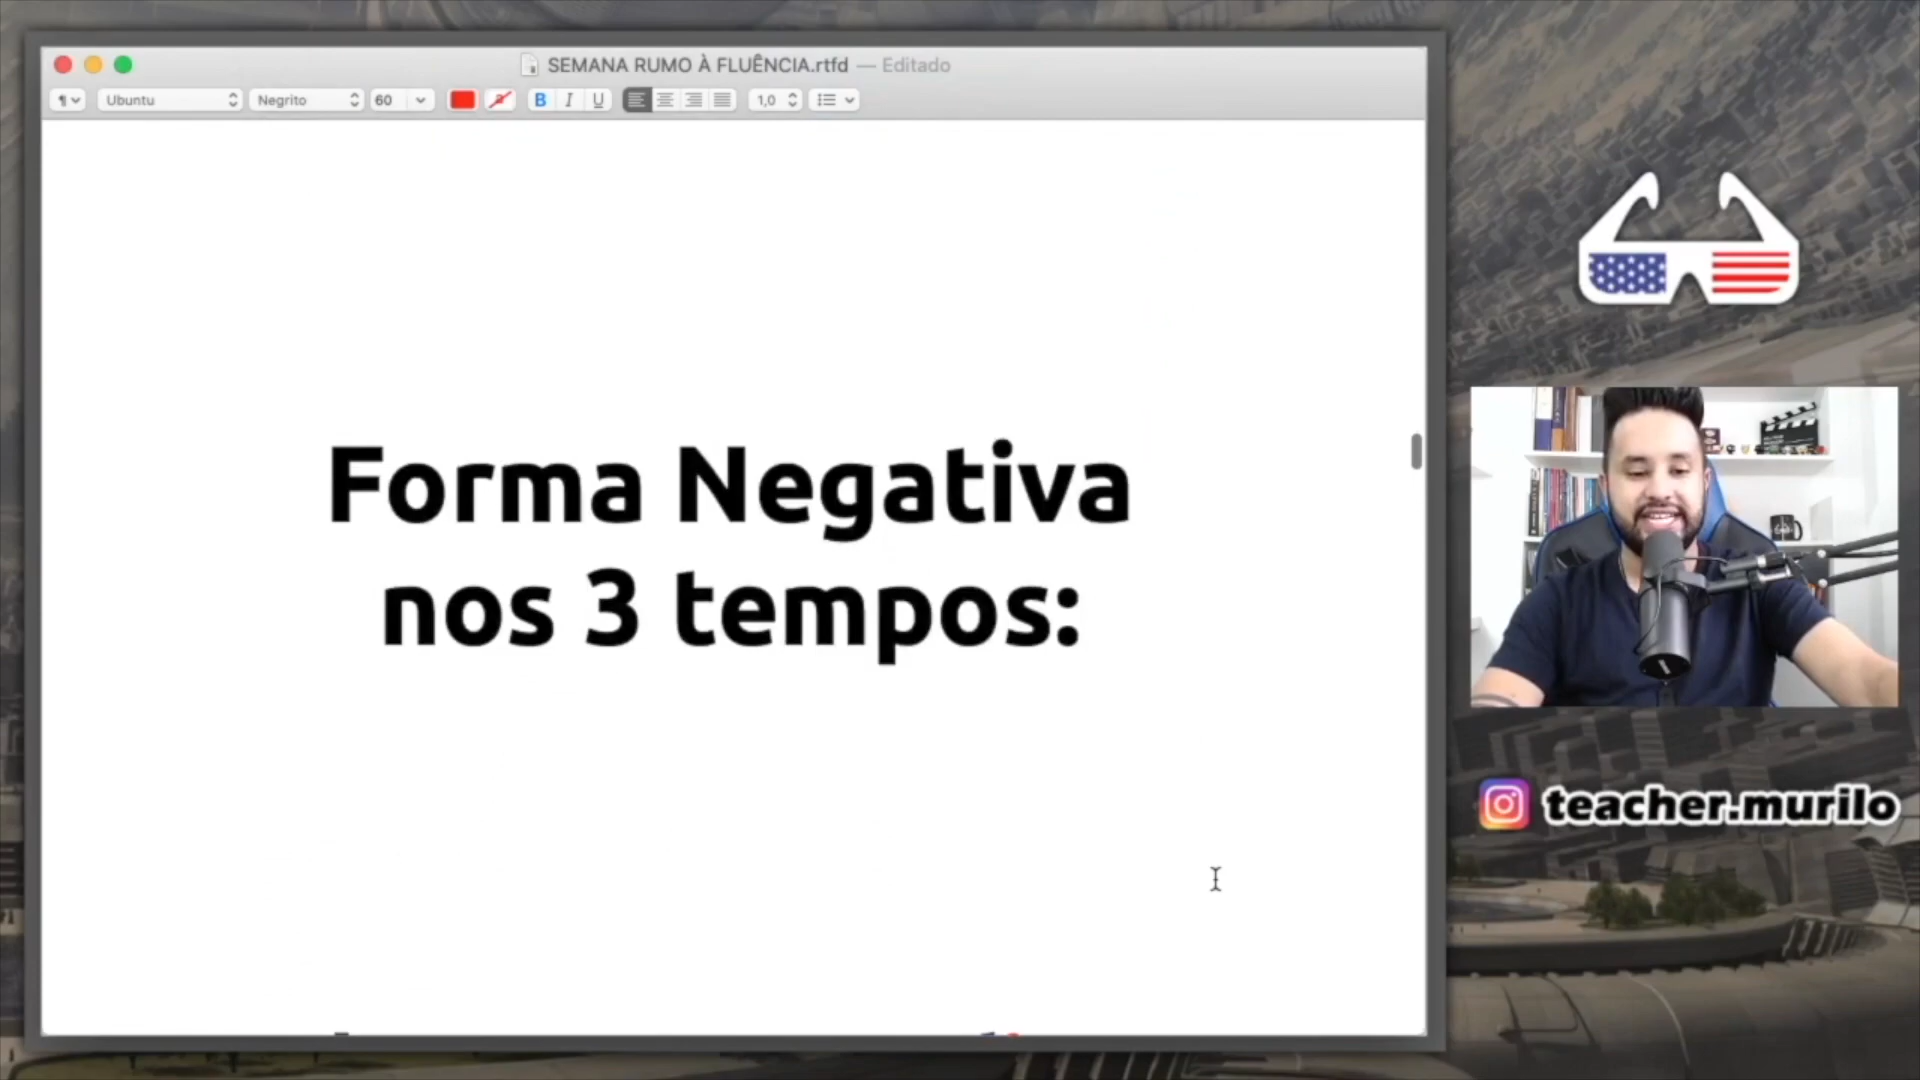 SEMANA RUMO À FLUÊNCIA.rtfd — Editado
Ubuntu Negrito 60 B I U 1,0
Forma Negativa
nos 3 tempos:
teacher.murilo